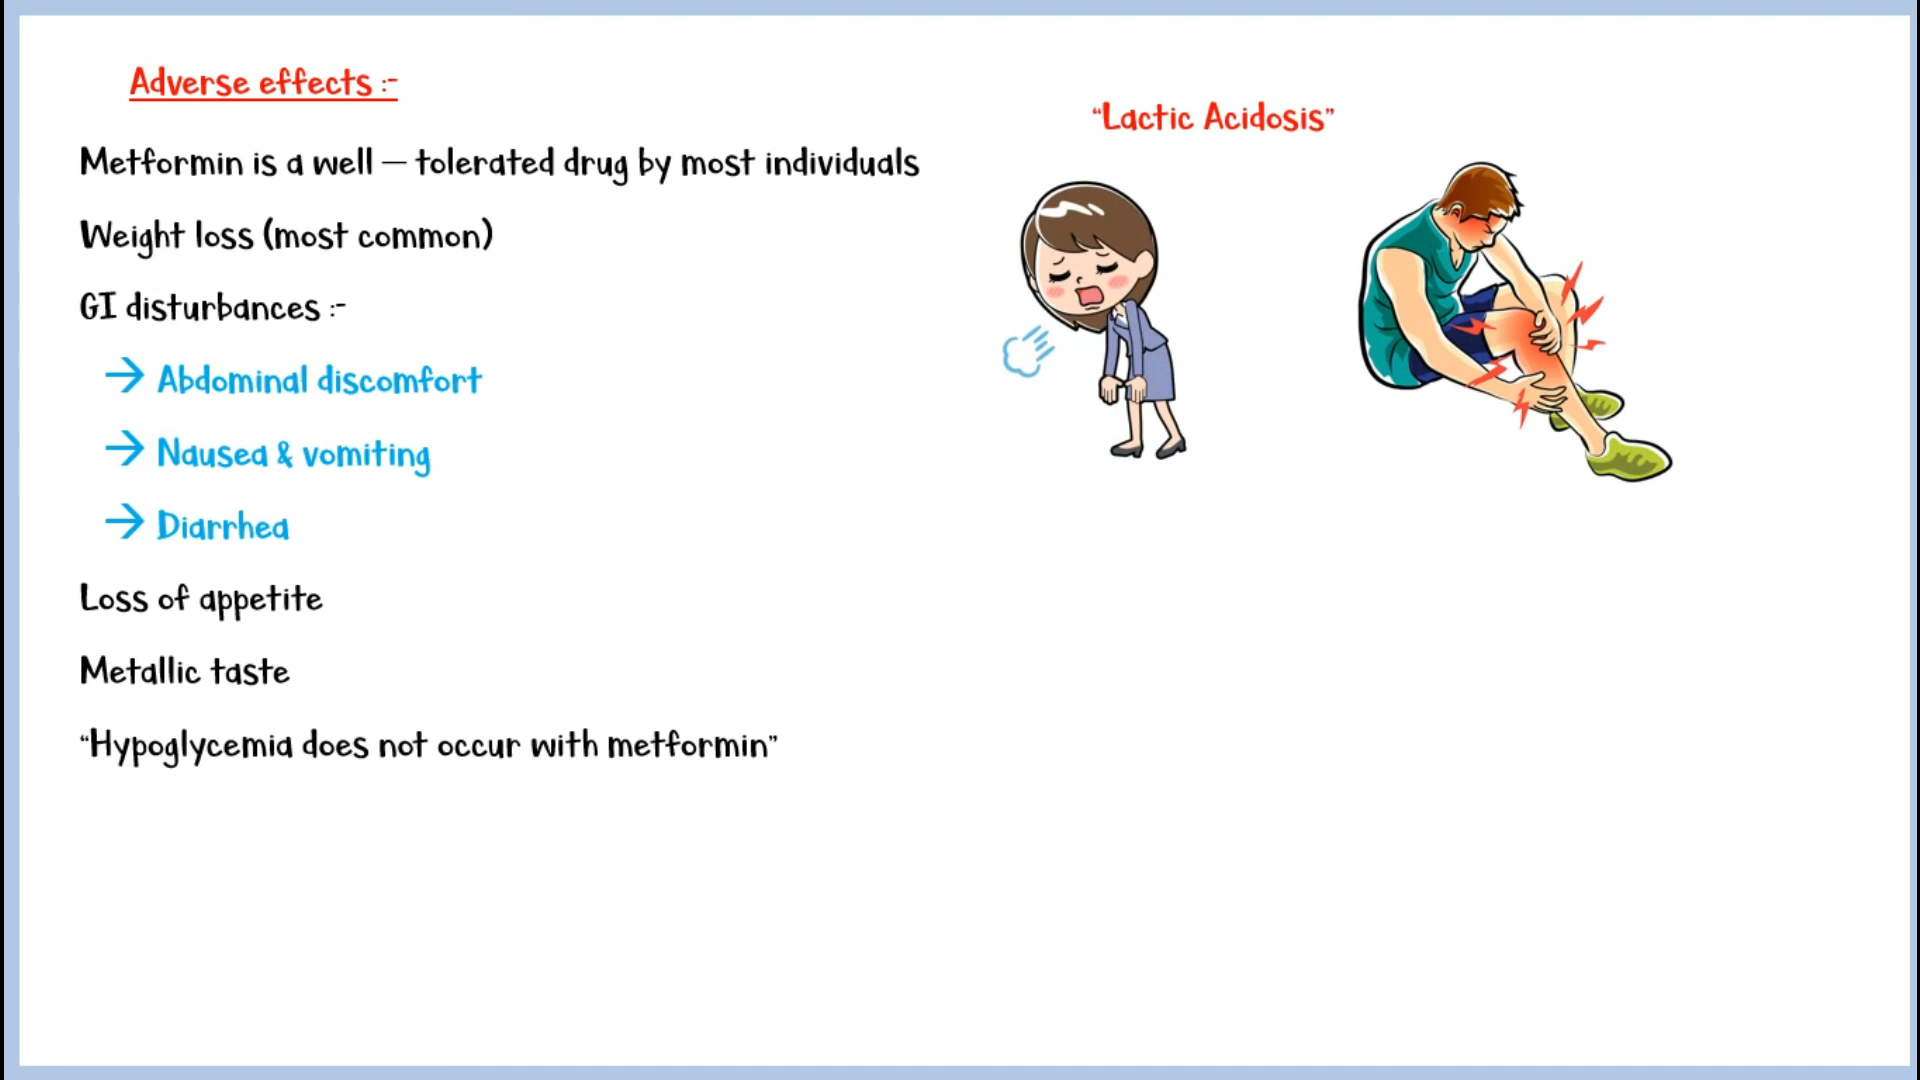 Adverse effects :-
Metformin is a well – tolerated drug by most individuals
Weight loss (most common)
GI disturbances :-
→ Abdominal discomfort
→ Nausea & vomiting
→ Diarrhea
Loss of appetite
Metallic taste
“Hypoglycemia does not occur with metformin”
“Lactic Acidosis”